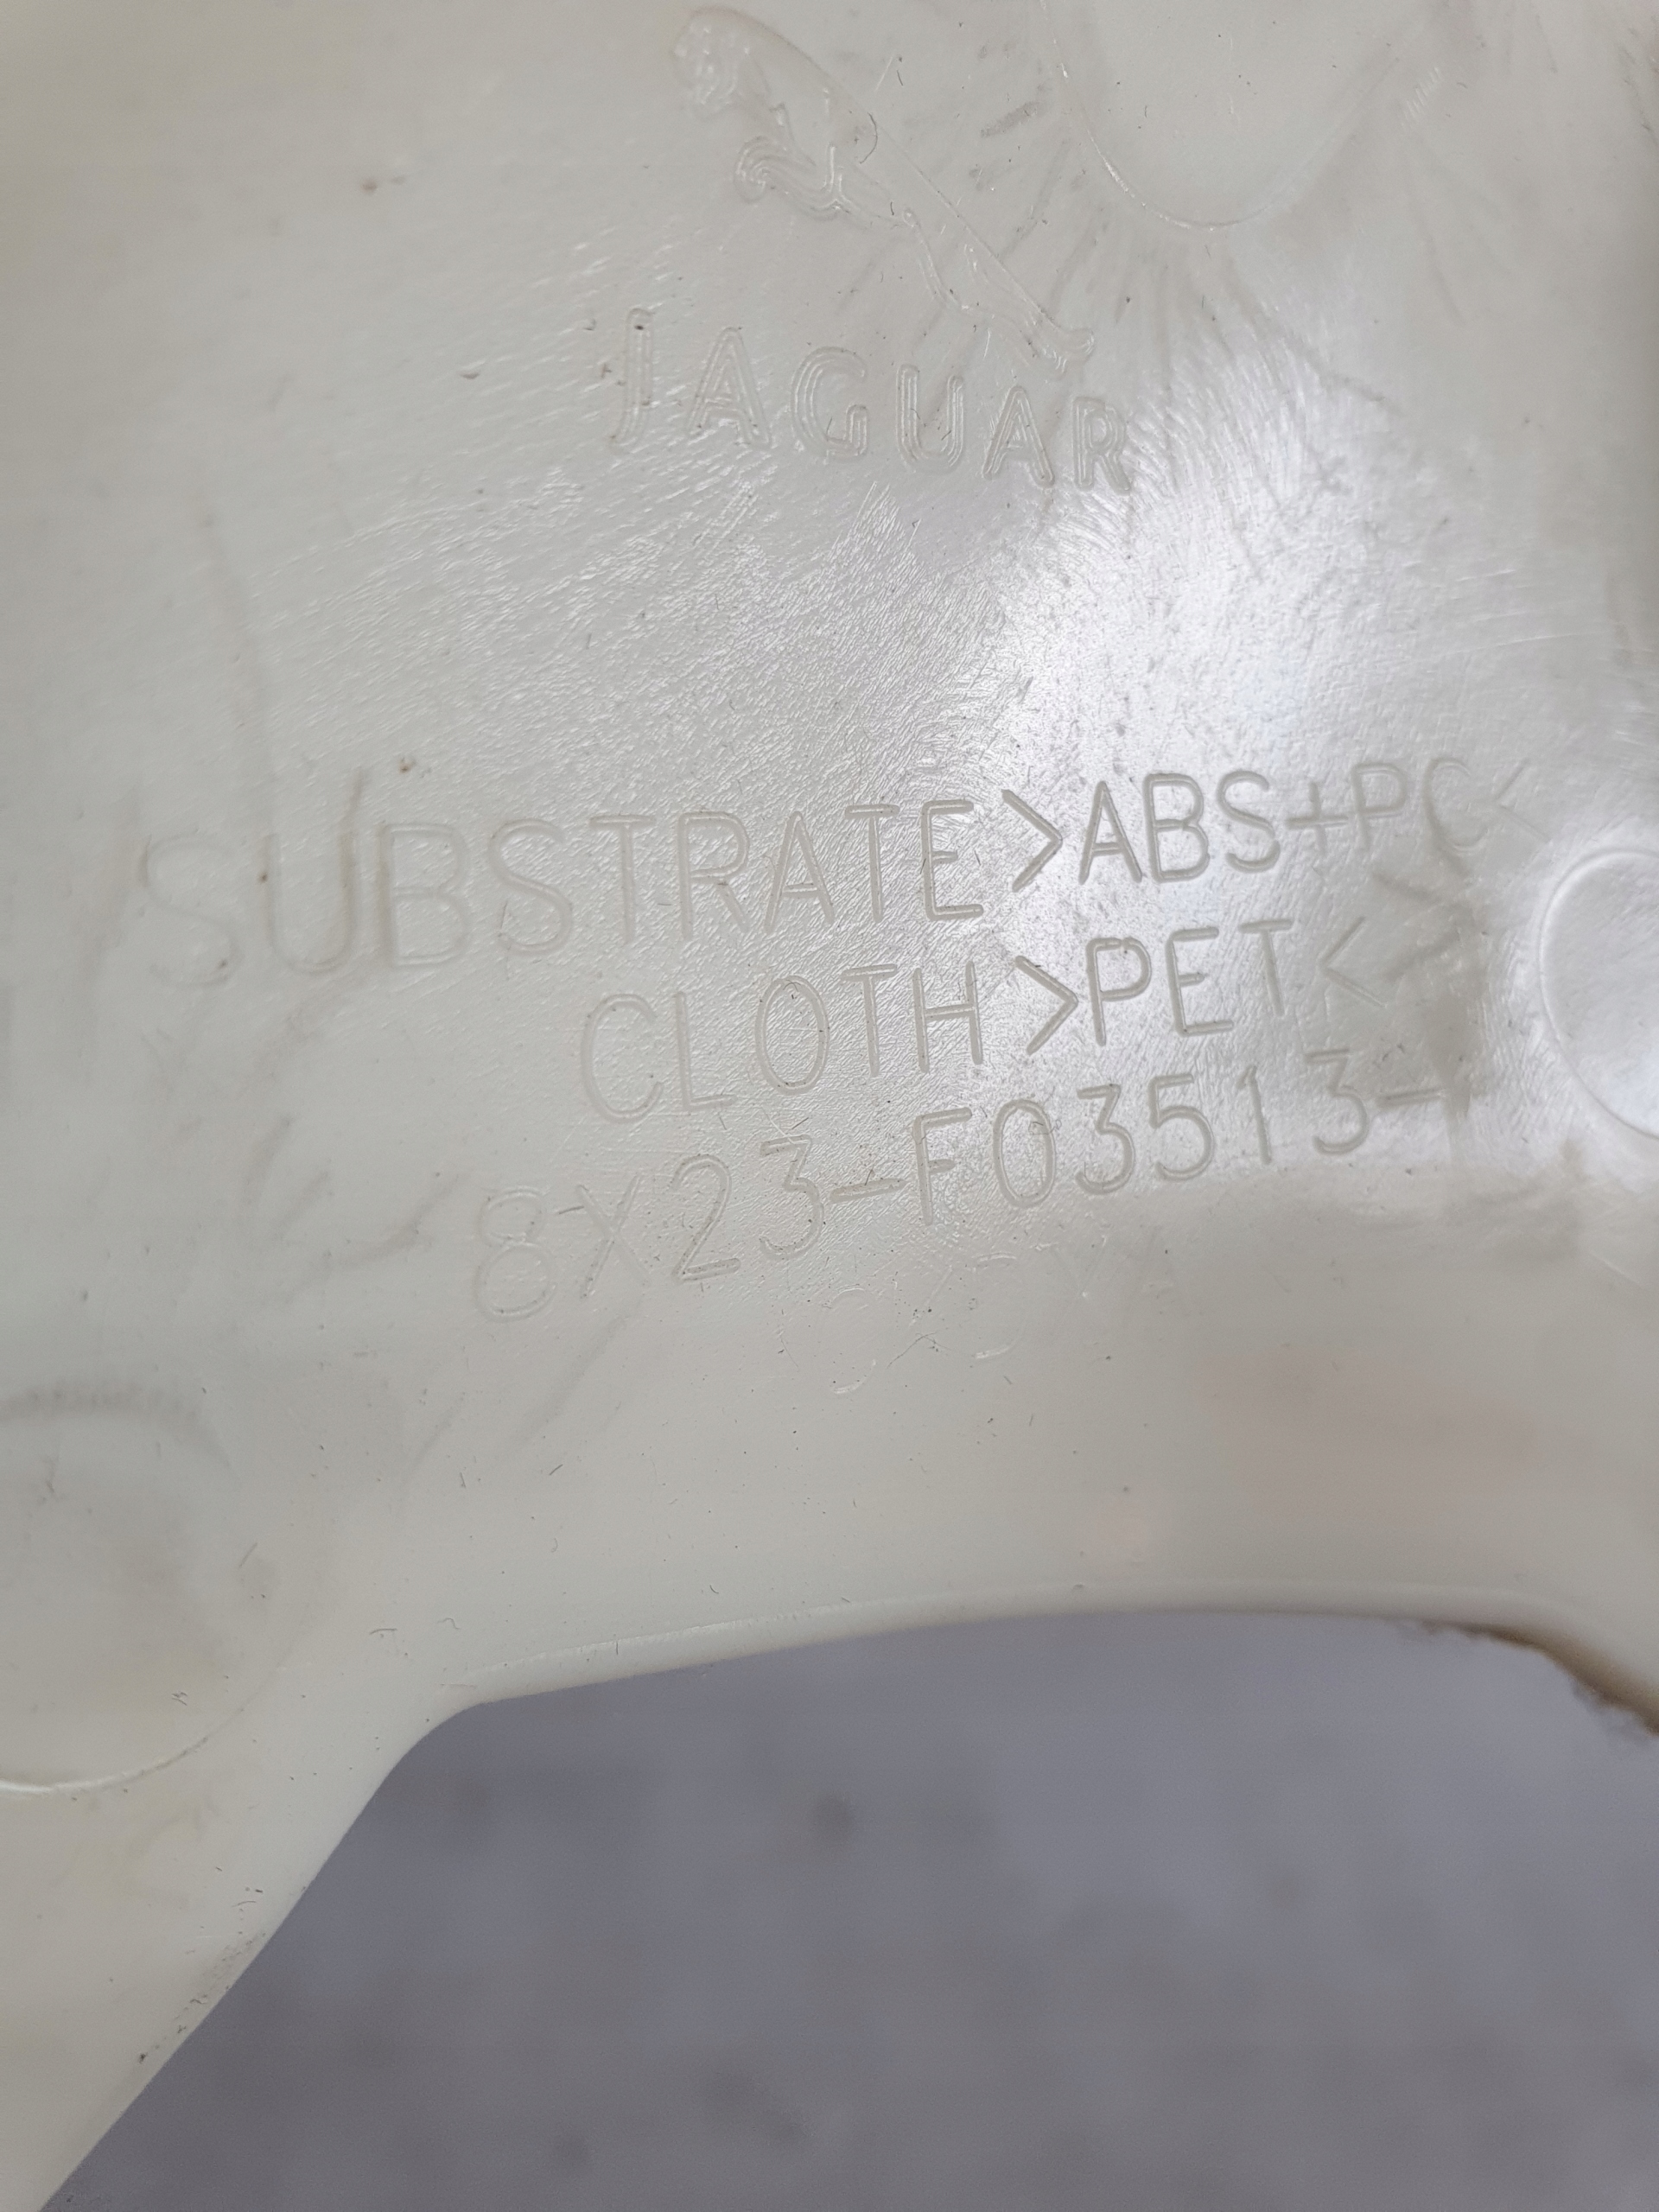 JAGUAR
SUBSTRATE>ABS+PC<
CLOTH>PET<
8X23-F03513-